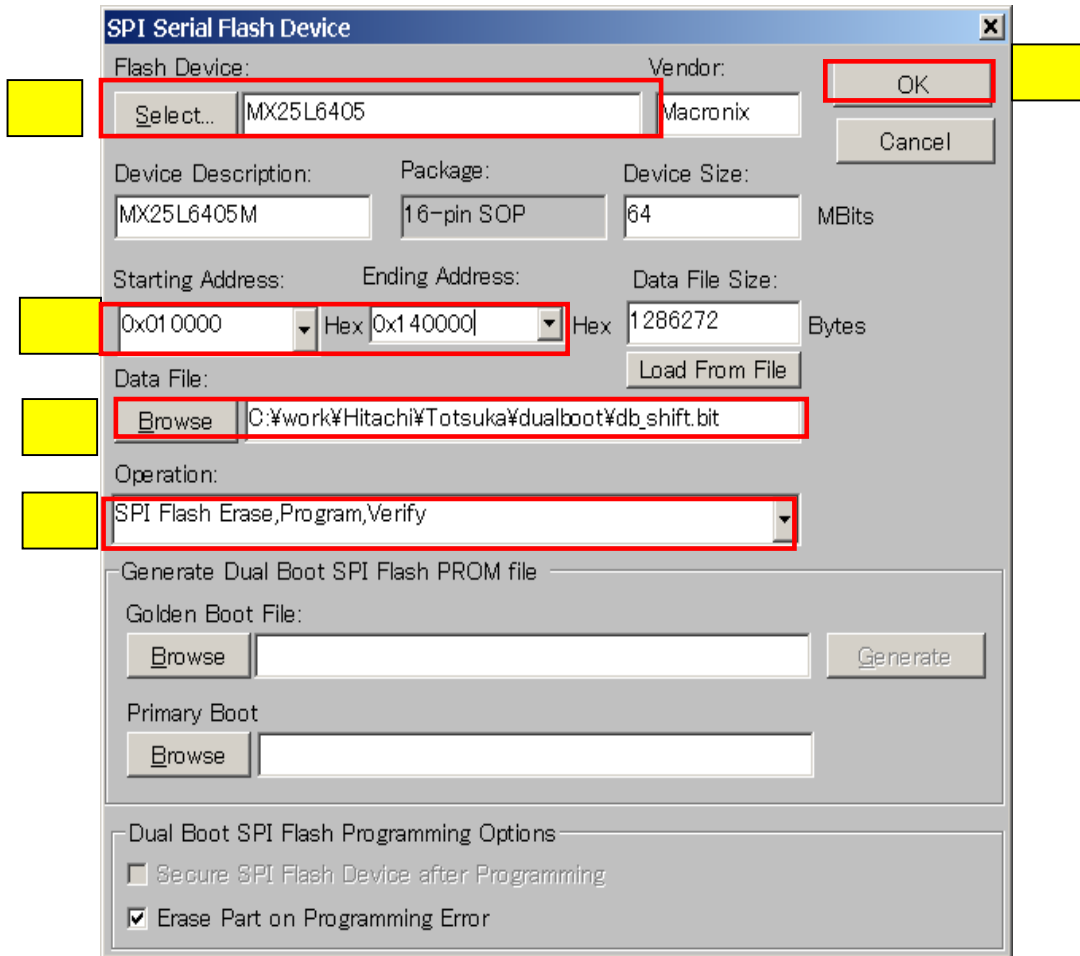 SPI Serial Flash Device
Flash Device:
Vendor:
Select...
MX25L6405
Macronix
OK
Cancel
Device Description:
Package:
Device Size:
MX25L6405M
16-pin SOP
64
MBits
Starting Address:
Ending Address:
Data File Size:
0x010000
Hex
0x140000
Hex
1286272
Bytes
Load From File
Data File:
Browse
C:¥work¥Hitachi¥Totsuka¥dualboot¥db_shift.bit
Operation:
SPI Flash Erase,Program,Verify
Generate Dual Boot SPI Flash PROM file
Golden Boot File:
Browse
Generate
Primary Boot
Browse
Dual Boot SPI Flash Programming Options
Secure SPI Flash Device after Programming
Erase Part on Programming Error